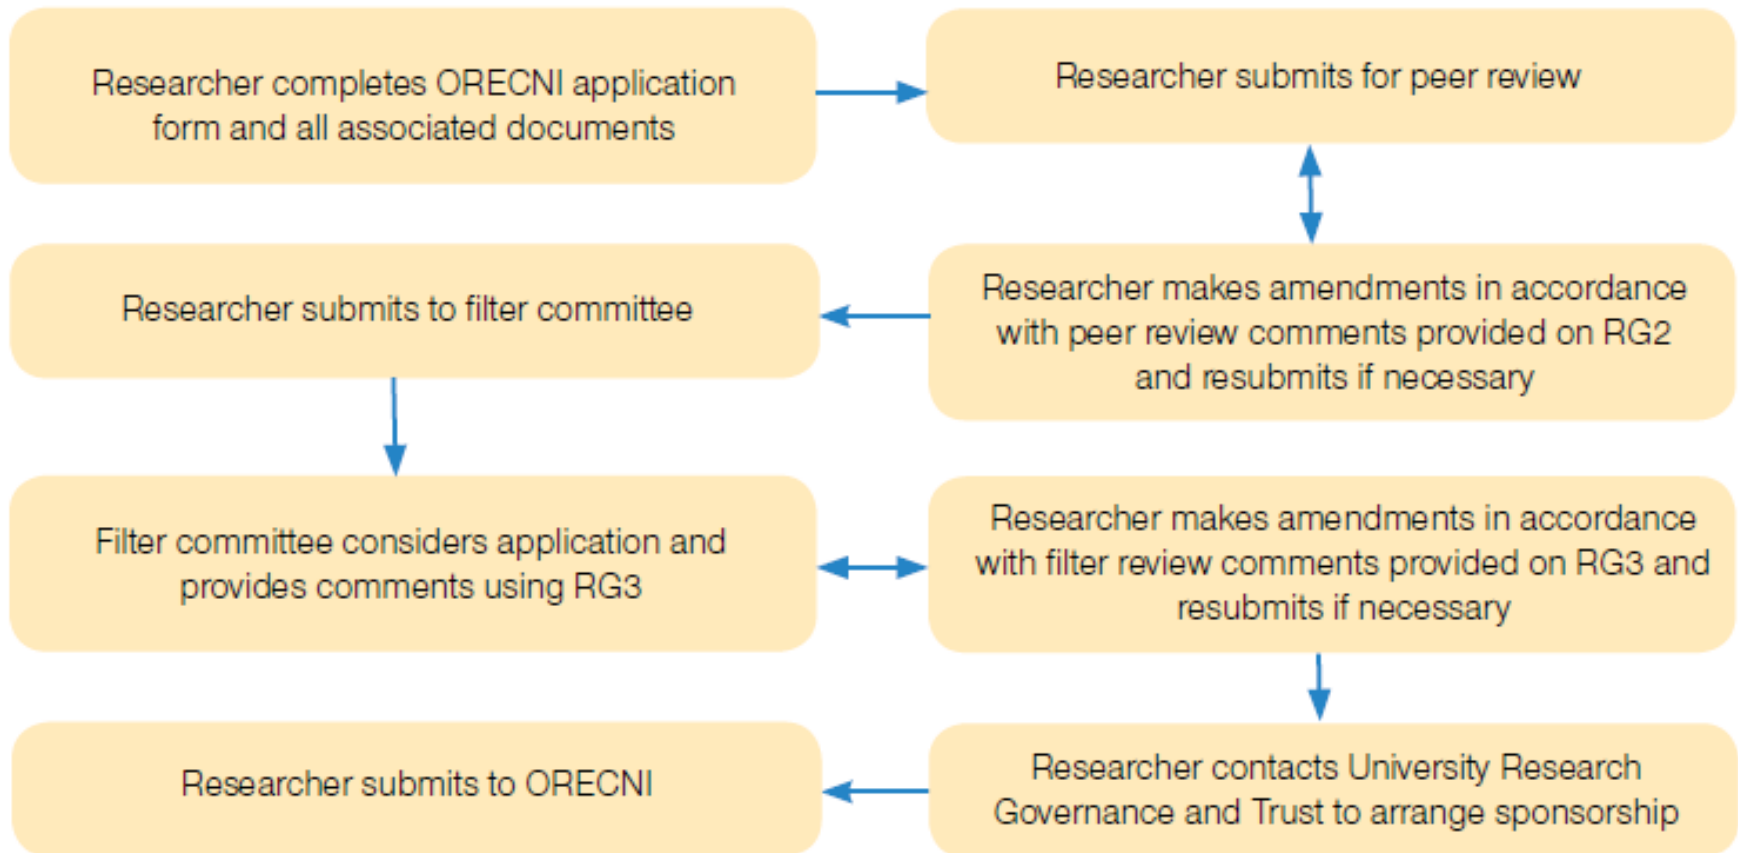 Researcher completes ORECNI application
form and all associated documents
Researcher submits for peer review
Researcher makes amendments in accordance
with peer review comments provided on RG2
and resubmits if necessary
Researcher submits to filter committee
Filter committee considers application and
provides comments using RG3
Researcher makes amendments in accordance
with filter review comments provided on RG3 and
resubmits if necessary
Researcher contacts University Research
Governance and Trust to arrange sponsorship
Researcher submits to ORECNI